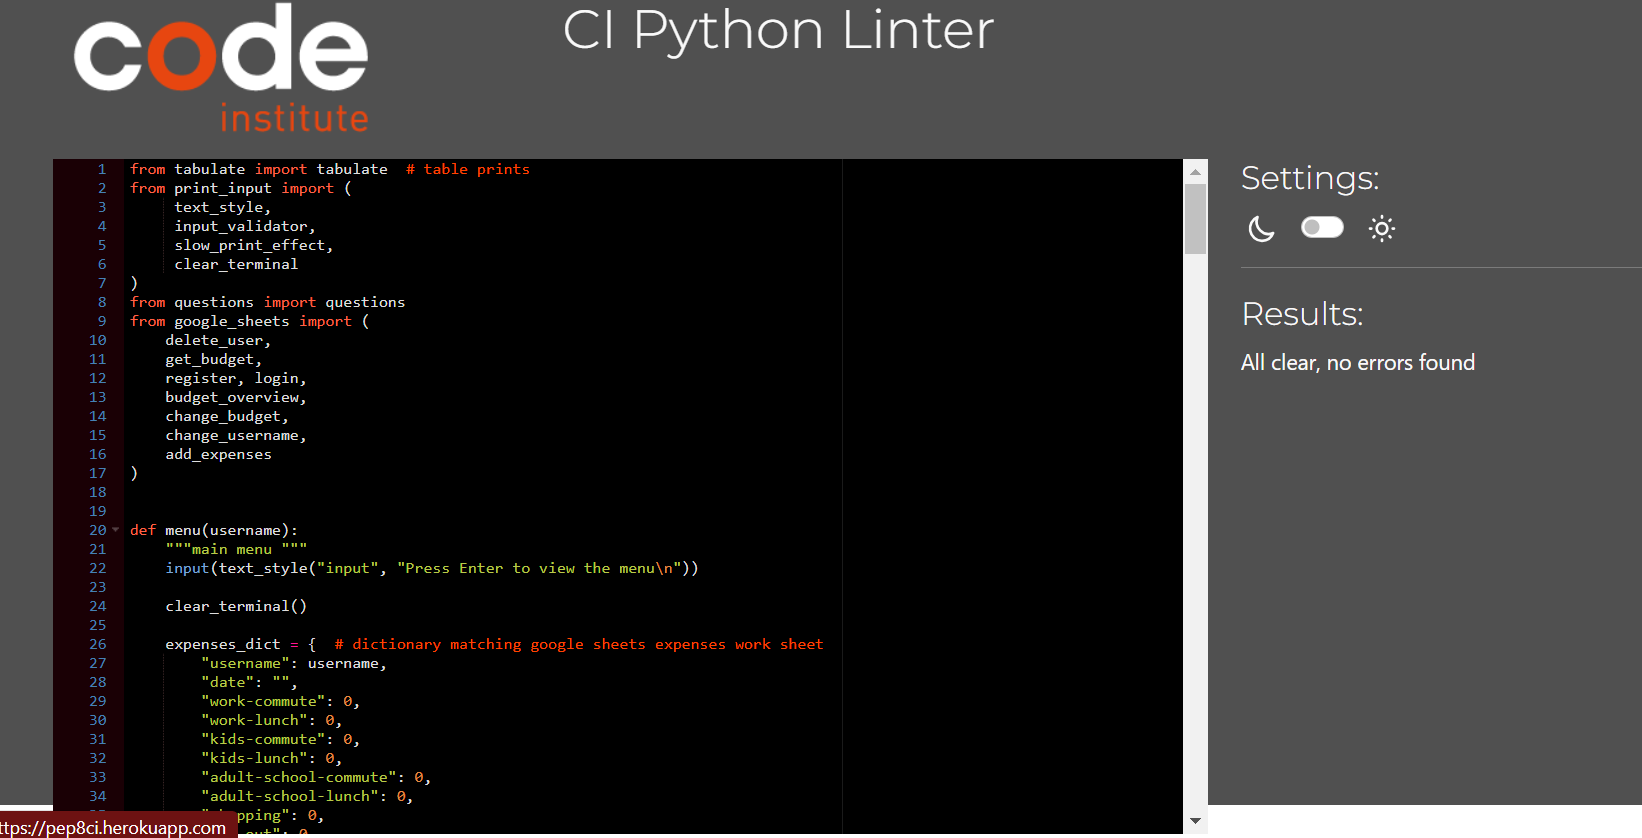 code
institute
CI Python Linter
1 from tabulate import tabulate  # table prints
2 from print_input import (
3      text_style,
4      input_validator,
5      slow_print_effect,
6      clear_terminal
7 )
8 from questions import questions
9 from google_sheets import (
10     delete_user,
11     get_budget,
12     register, login,
13     budget_overview,
14     change_budget,
15     change_username,
16     add_expenses
17 )
18
19
20 def menu(username):
21     """main menu """
22     input(text_style("input", "Press Enter to view the menu\n"))
23
24     clear_terminal()
25
26     expenses_dict = {  # dictionary matching google sheets expenses work sheet
27         "username": username,
28         "date": "",
29         "work-commute": 0,
30         "work-lunch": 0,
31         "kids-commute": 0,
32         "kids-lunch": 0,
33         "adult-school-commute": 0,
34         "adult-school-lunch": 0,
pping": 0,
ttps://pep8ci.herokuapp.com
Settings:
Results:
All clear, no errors found